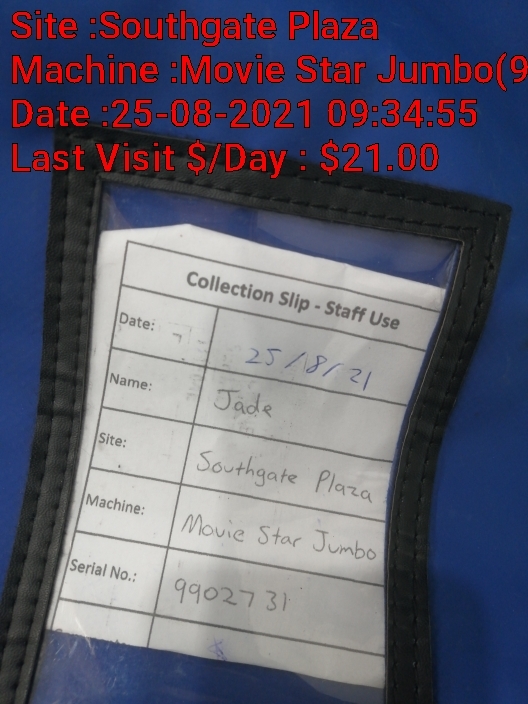 Site :Southgate Plaza
Machine :Movie Star Jumbo(9
Date :25-08-2021 09:34:55
Last Visit $/Day : $21.00
Collection Slip - Staff Use
Date: 25/8/21
Name: Jade
Site: Southgate Plaza
Machine: Movie Star Jumbo
Serial No.: 9902731